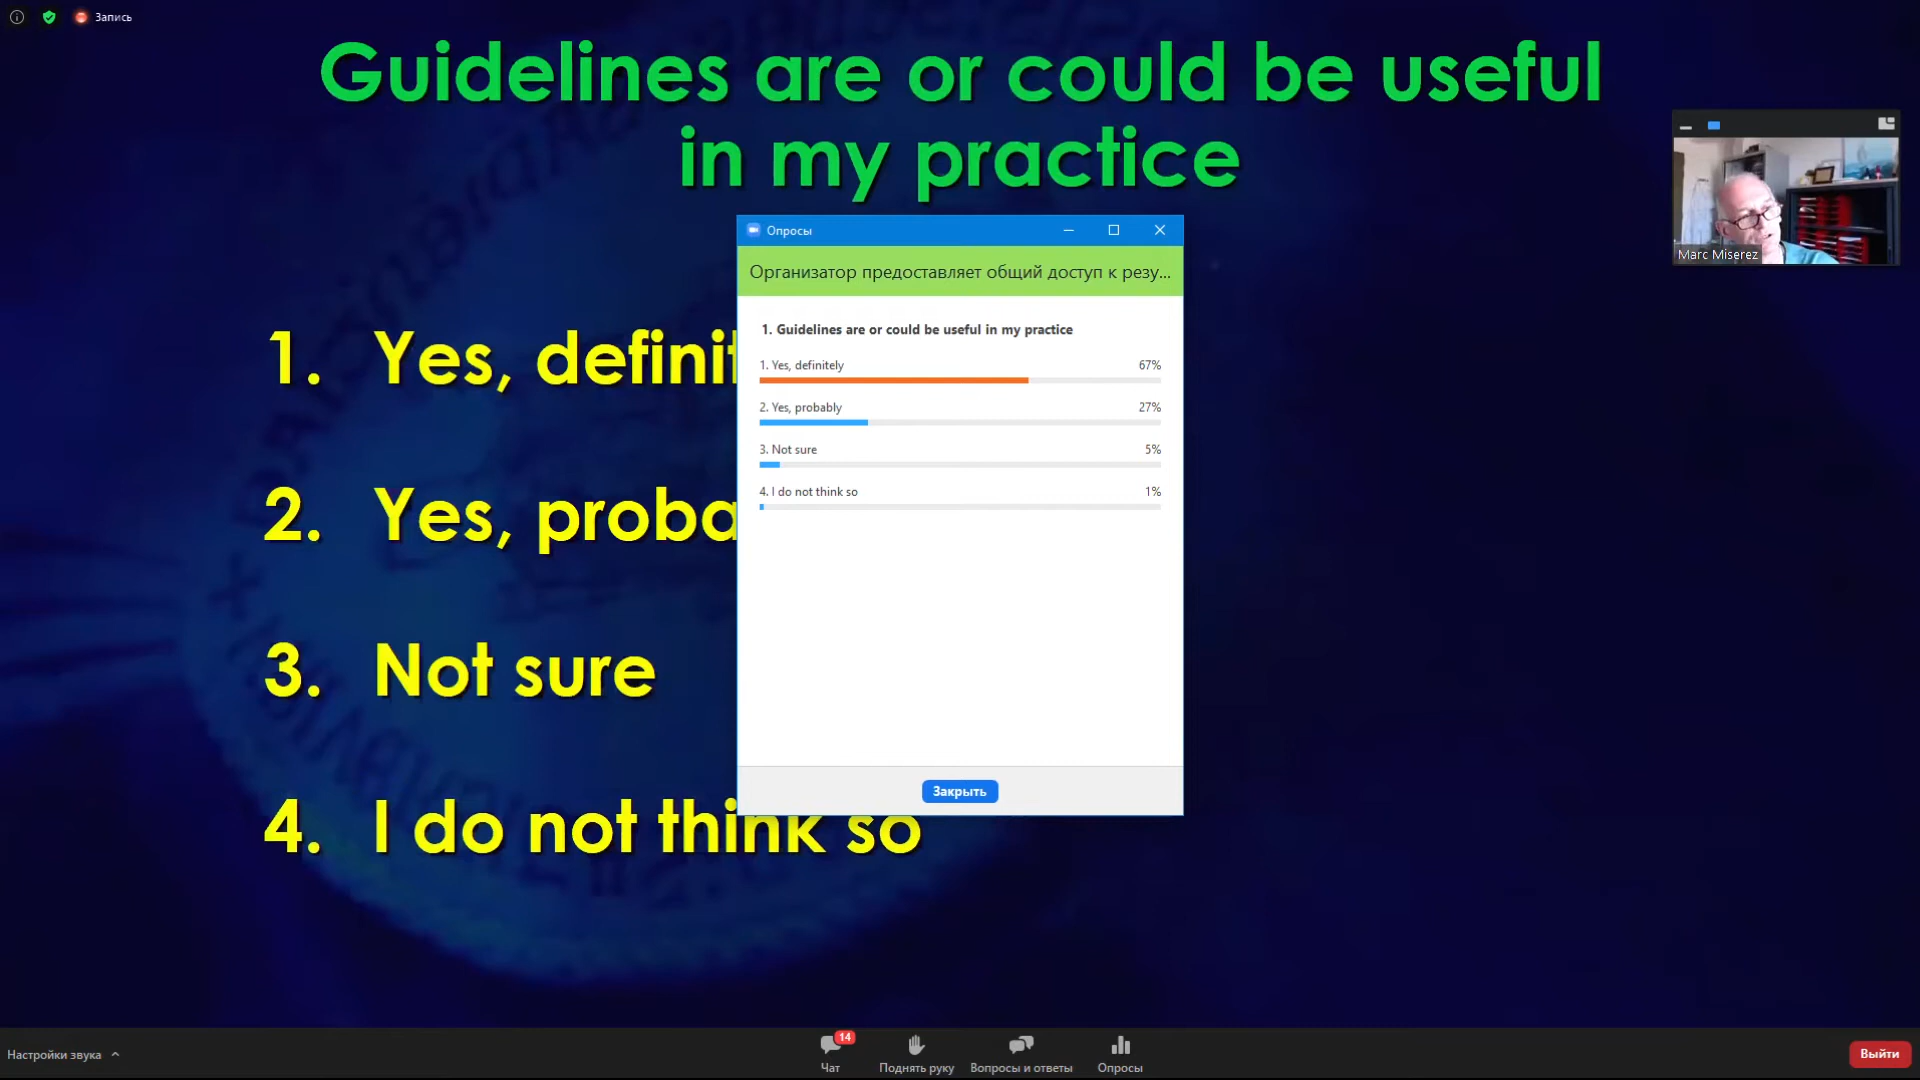 Запись
Guidelines are or could be useful
in my practice
Marc Miserez
Опросы
Организатор предоставляет общий доступ к резу...
1. Guidelines are or could be useful in my practice
1. Yes, definitely 67%
2. Yes, probably 27%
3. Not sure 5%
4. I do not think so 1%
Закрыть
1. Yes, definit
2. Yes, proba
3. Not sure
4. I do not think so
Настройки звука
14
Чат
Поднять руку
Вопросы и ответы
Опросы
Выйти